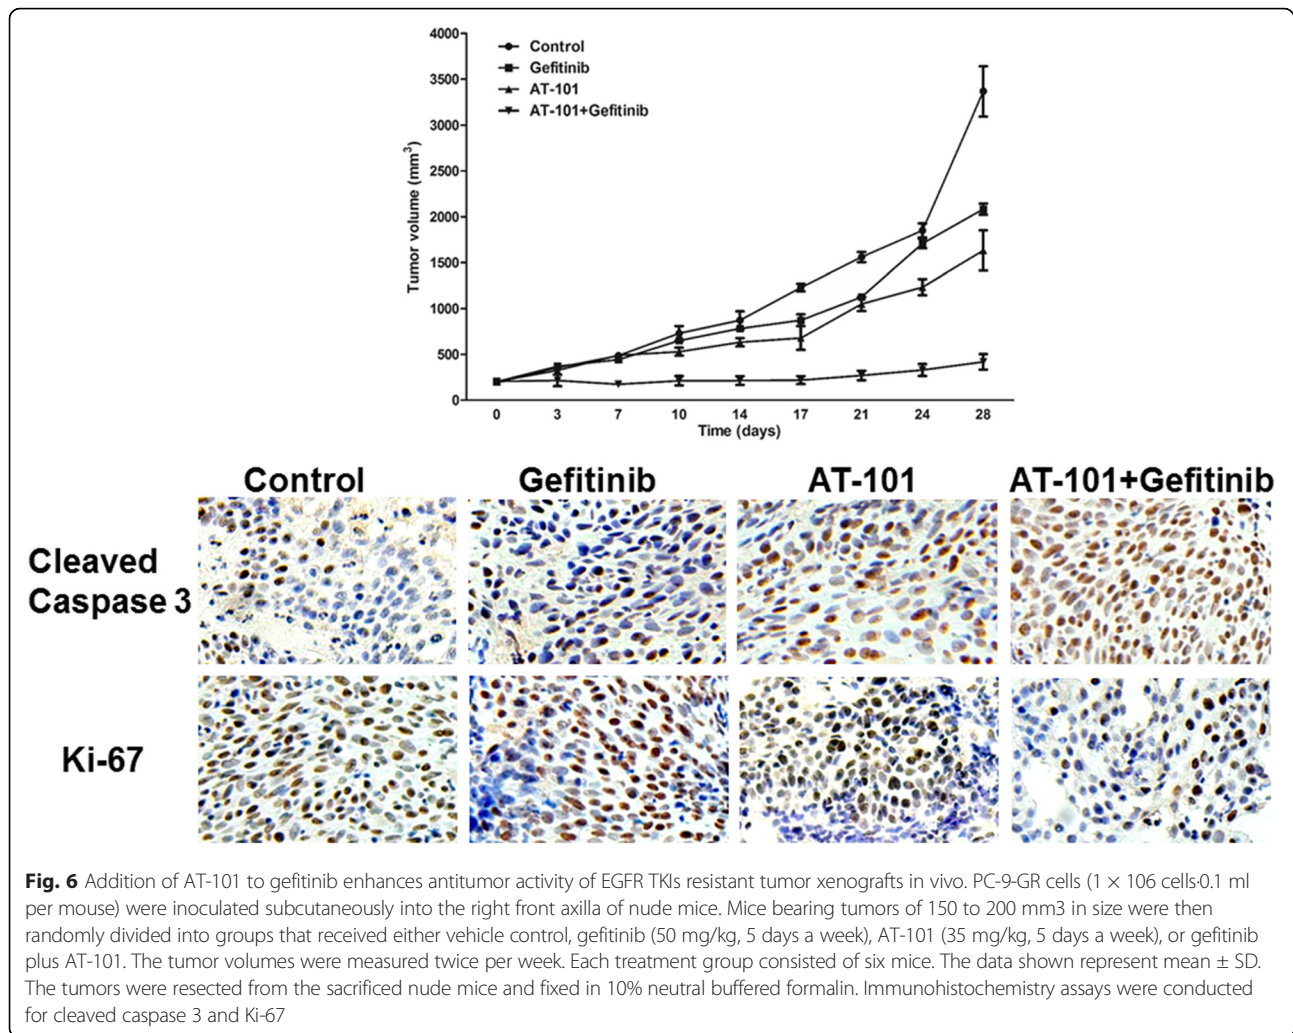 4000
3500
3000
2500
2000
1500
1000
500
0
Tumor volume (mm³)
Control
Gefitinib
AT-101
AT-101+Gefitinib
0 3 7 10 14 17 21 24 28
Time (days)
Control Gefitinib AT-101 AT-101+Gefitinib
Cleaved
Caspase 3
Ki-67
Fig. 6 Addition of AT-101 to gefitinib enhances antitumor activity of EGFR TKIs resistant tumor xenografts in vivo. PC-9-GR cells (1 × 106 cells·0.1 ml
per mouse) were inoculated subcutaneously into the right front axilla of nude mice. Mice bearing tumors of 150 to 200 mm3 in size were then
randomly divided into groups that received either vehicle control, gefitinib (50 mg/kg, 5 days a week), AT-101 (35 mg/kg, 5 days a week), or gefitinib
plus AT-101. The tumor volumes were measured twice per week. Each treatment group consisted of six mice. The data shown represent mean ± SD.
The tumors were resected from the sacrificed nude mice and fixed in 10% neutral buffered formalin. Immunohistochemistry assays were conducted
for cleaved caspase 3 and Ki-67